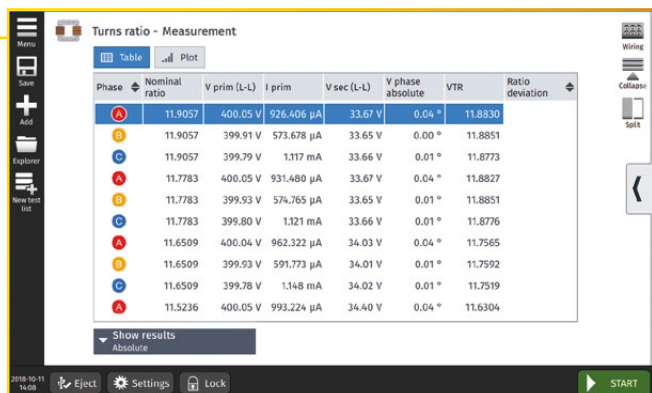 Turns ratio - Measurement
Menu
Table Plot
Wiring
Save
Phase Nominal ratio V prim (L-L) I prim V sec (L-L) V phase absolute VTR Ratio deviation
Collapse
A 11.9057 400.05 V 926.406 µA 33.67 V 0.04 ° 11.8830
Add
Split
B 11.9057 399.91 V 573.678 µA 33.65 V 0.00 ° 11.8851
C 11.9057 399.79 V 1.117 mA 33.66 V 0.01 ° 11.8773
Explorer
A 11.7783 400.05 V 931.480 µA 33.67 V 0.04 ° 11.8827
B 11.7783 399.93 V 574.765 µA 33.65 V 0.01 ° 11.8851
New test list
C 11.7783 399.80 V 1.121 mA 33.66 V 0.01 ° 11.8776
A 11.6509 400.04 V 962.322 µA 34.03 V 0.04 ° 11.7565
B 11.6509 399.93 V 591.773 µA 34.01 V 0.01 ° 11.7592
C 11.6509 399.78 V 1.148 mA 34.02 V 0.01 ° 11.7519
A 11.5236 400.05 V 993.224 µA 34.40 V 0.04 ° 11.6304
Show results
Absolute
2018-10-11
14:08
Eject Settings Lock START